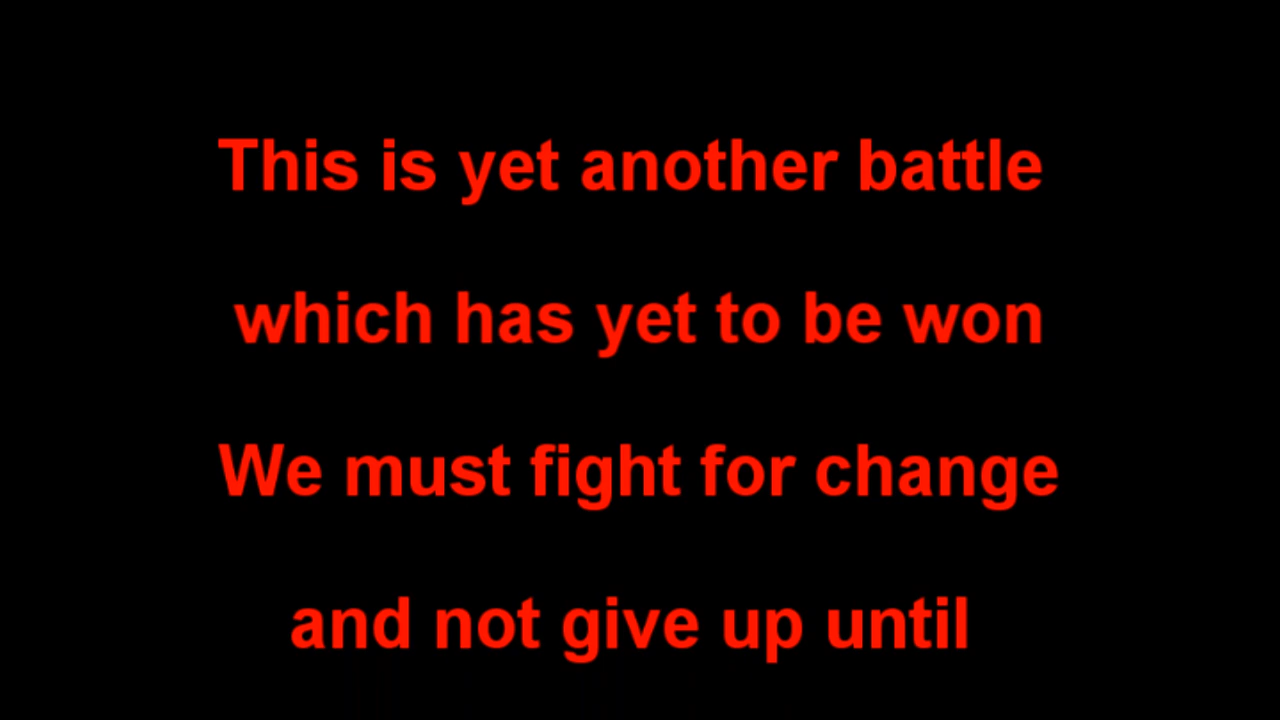 This is yet another battle
which has yet to be won
We must fight for change
and not give up until